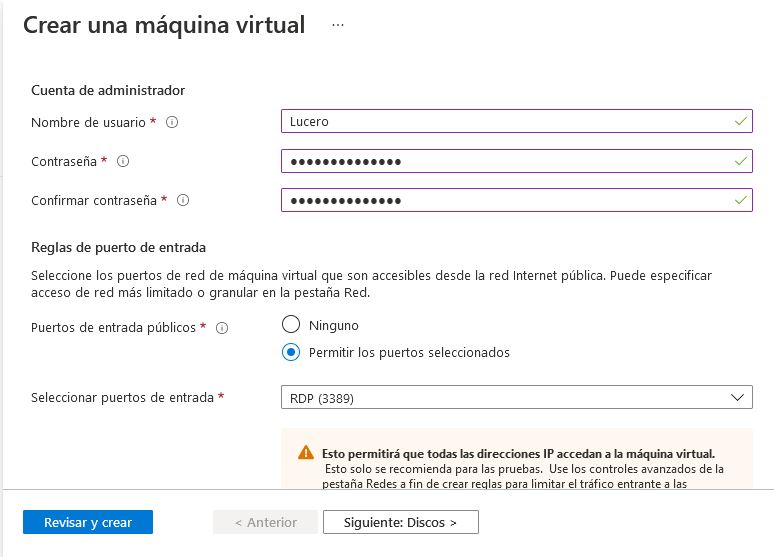 Crear una máquina virtual ...
Cuenta de administrador
Nombre de usuario * Lucero
Contraseña * ••••••••••••••
Confirmar contraseña * ••••••••••••••
Reglas de puerto de entrada
Seleccione los puertos de red de máquina virtual que son accesibles desde la red Internet pública. Puede especificar
acceso de red más limitado o granular en la pestaña Red.
Puertos de entrada públicos * Ninguno
Permitir los puertos seleccionados
Seleccionar puertos de entrada * RDP (3389)
Esto permitirá que todas las direcciones IP accedan a la máquina virtual.
Esto solo se recomienda para las pruebas. Use los controles avanzados de la
pestaña Redes a fin de crear reglas para limitar el tráfico entrante a las
Revisar y crear < Anterior Siguiente: Discos >